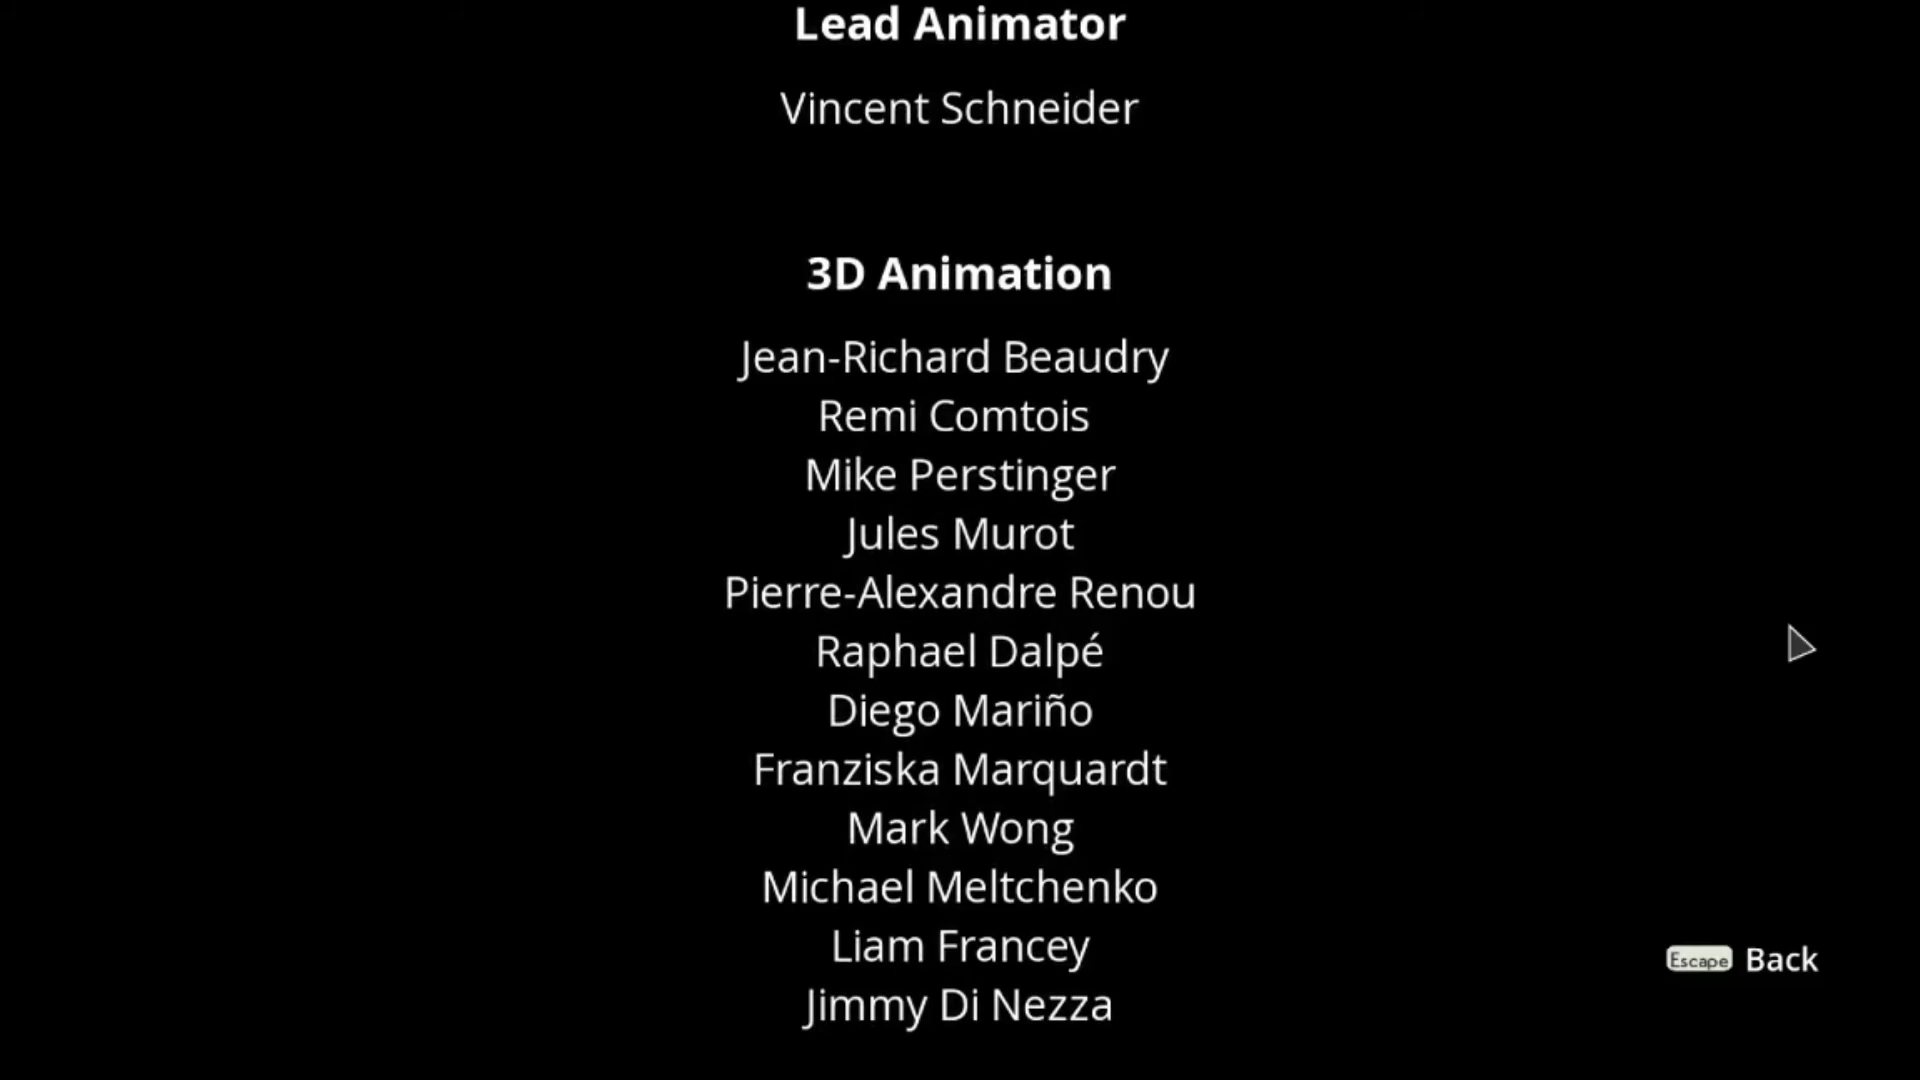 Lead Animator
Vincent Schneider
3D Animation
Jean-Richard Beaudry
Remi Comtois
Mike Perstinger
Jules Murot
Pierre-Alexandre Renou
Raphael Dalpé
Diego Mariño
Franziska Marquardt
Mark Wong
Michael Meltchenko
Liam Francey
Escape Back
Jimmy Di Nezza